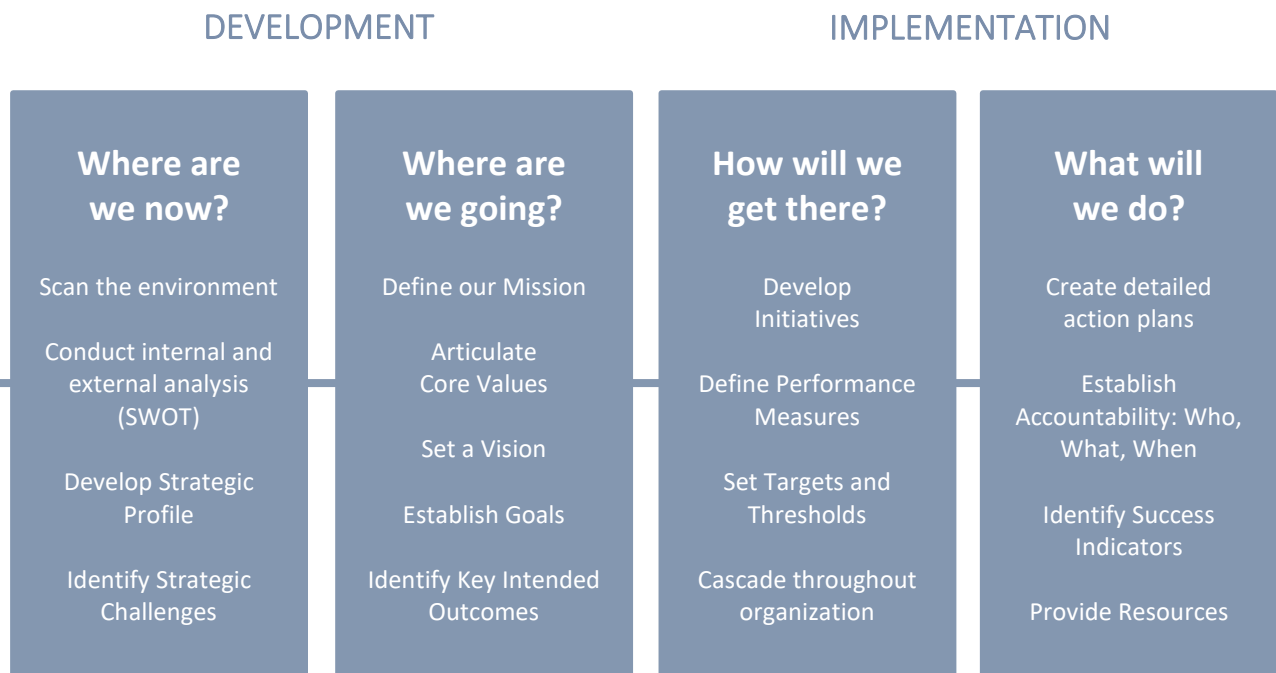 DEVELOPMENT
IMPLEMENTATION
Where are
we now?
Scan the environment
Conduct internal and
external analysis
(SWOT)
Develop Strategic
Profile
Identify Strategic
Challenges
Where are
we going?
Define our Mission
Articulate
Core Values
Set a Vision
Establish Goals
Identify Key Intended
Outcomes
How will we
get there?
Develop
Initiatives
Define Performance
Measures
Set Targets and
Thresholds
Cascade throughout
organization
What will
we do?
Create detailed
action plans
Establish
Accountability: Who,
What, When
Identify Success
Indicators
Provide Resources